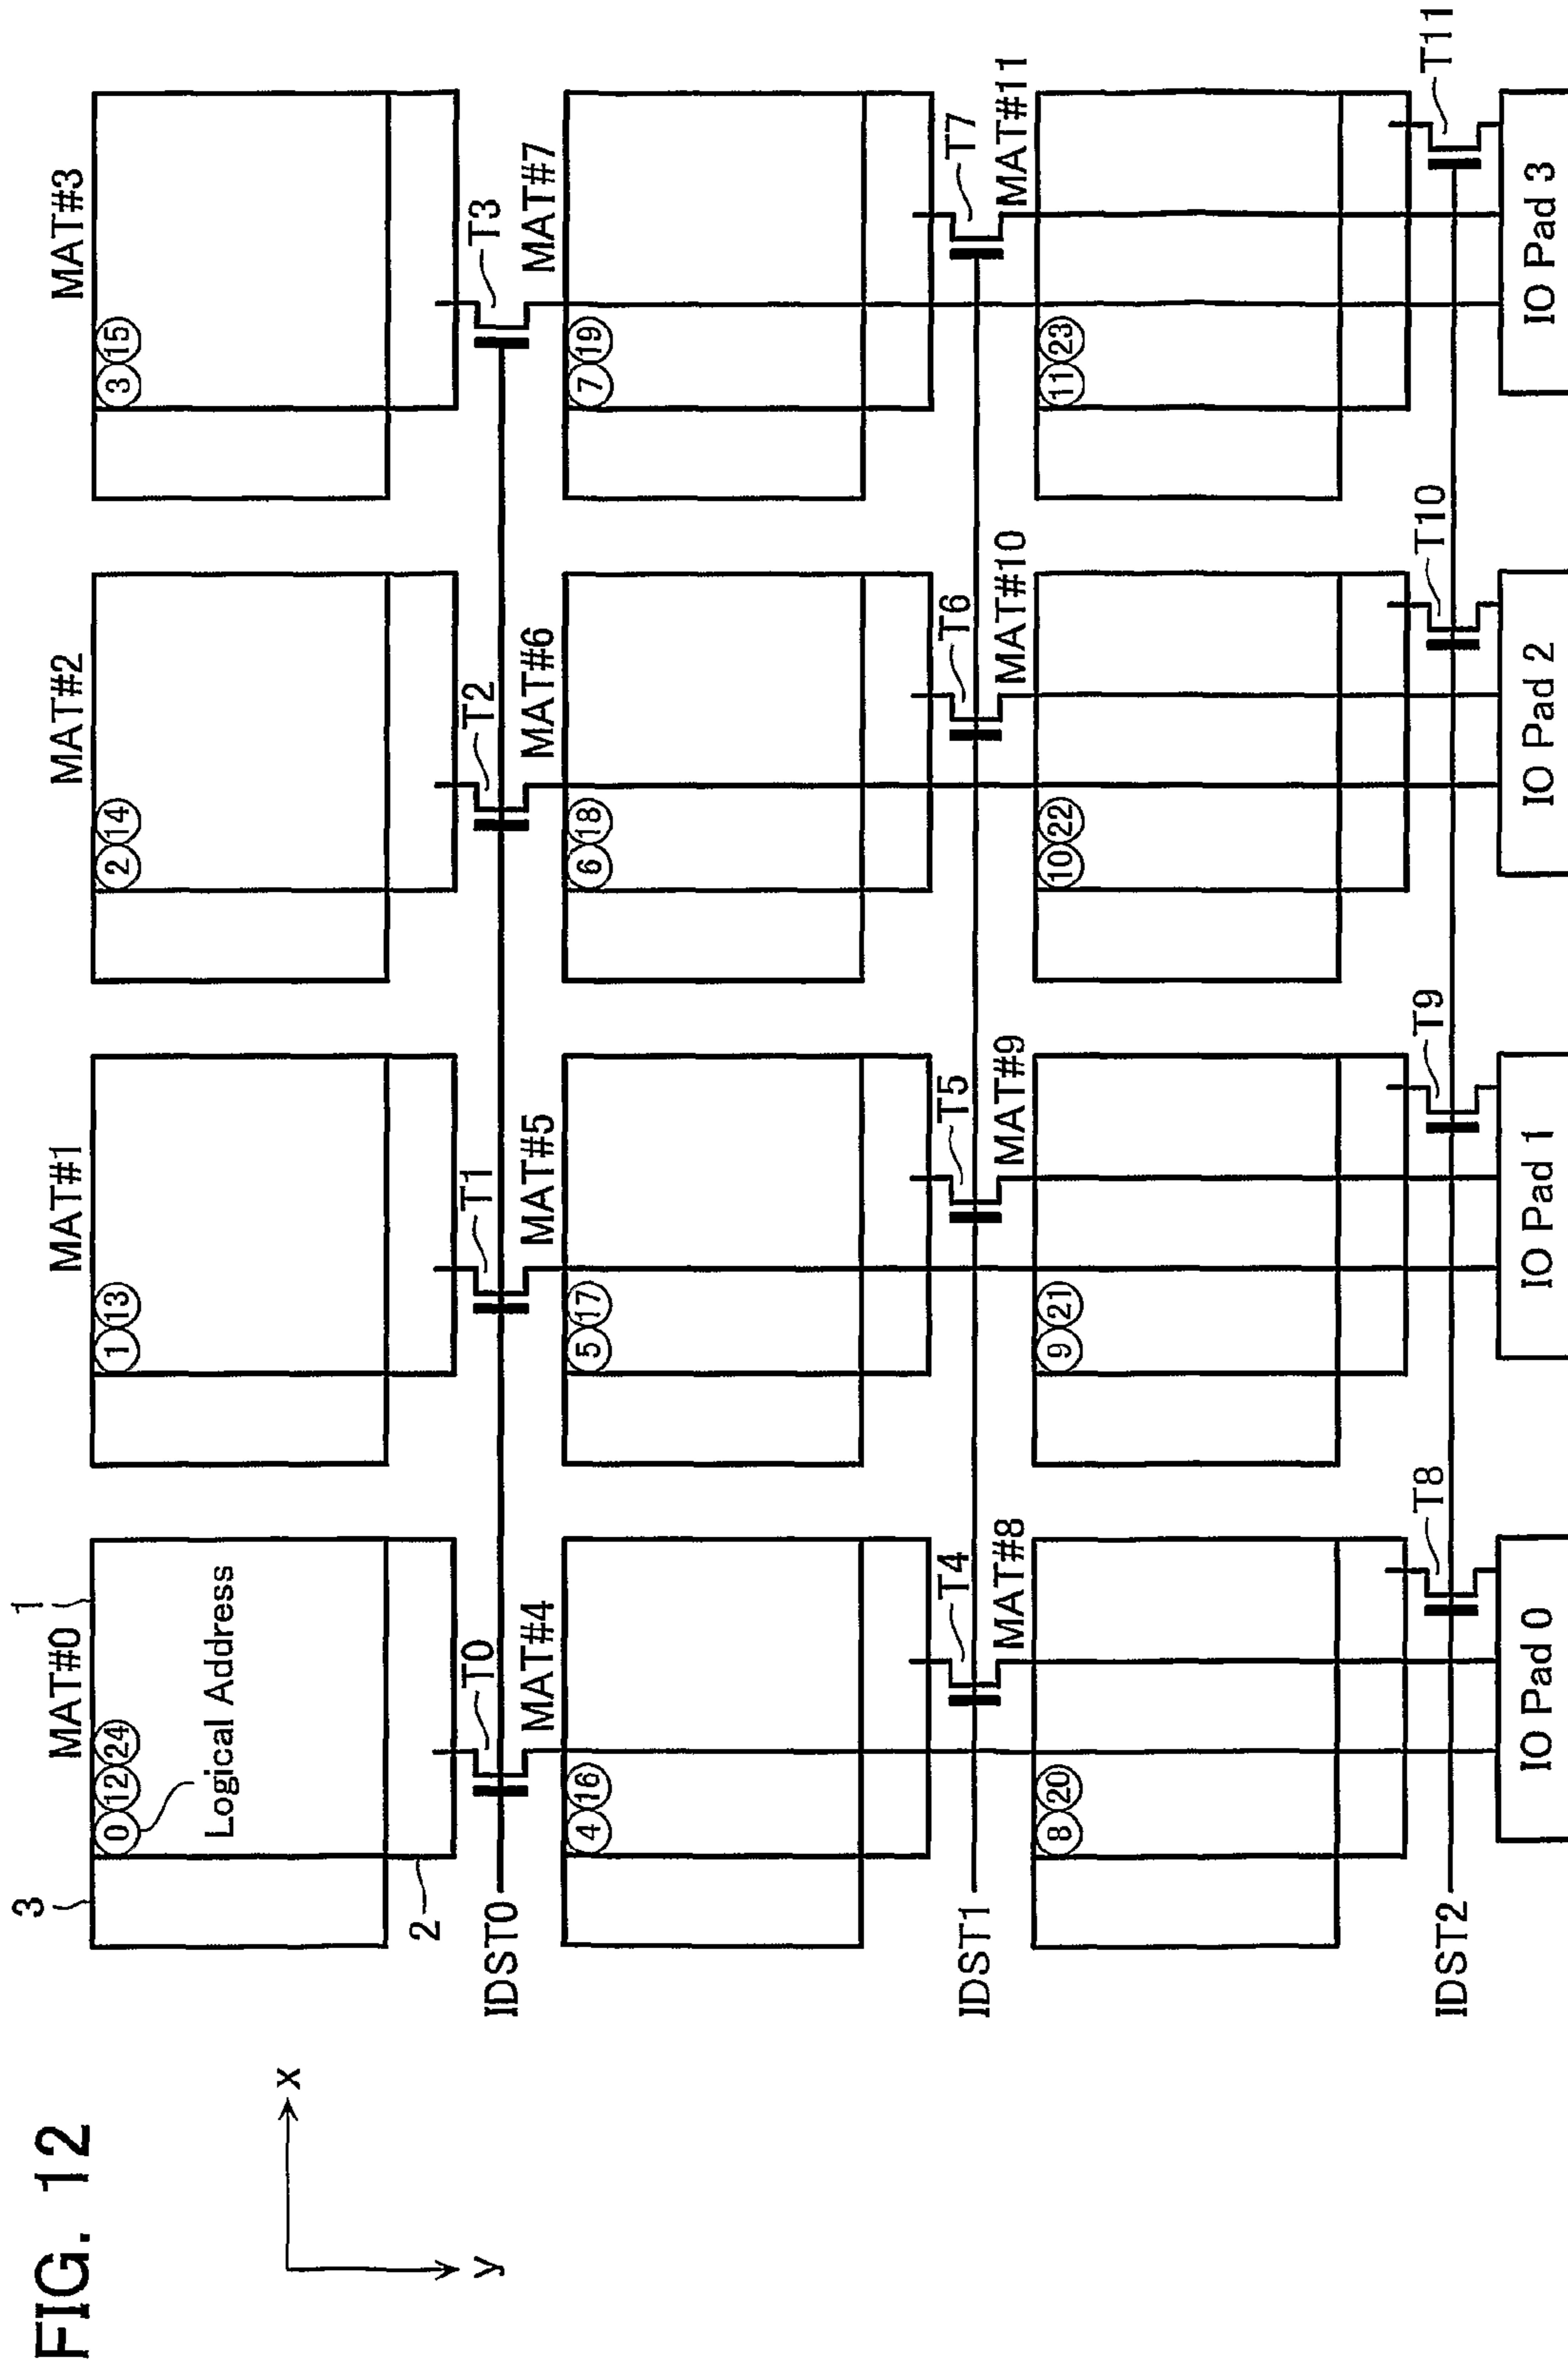 FIG. 12
x
y
3
1
MAT#0
MAT#1
MAT#2
MAT#3
0 12 24
1 13
2 14
3 15
Logical Address
2
T0
T1
T2
T3
IDST0
MAT#4
MAT#5
MAT#6
MAT#7
4 16
5 17
6 18
7 19
T4
T5
T6
T7
IDST1
MAT#8
MAT#9
MAT#10
MAT#11
8 20
9 21
10 22
11 23
T8
T9
T10
T11
IDST2
IO Pad 0
IO Pad 1
IO Pad 2
IO Pad 3